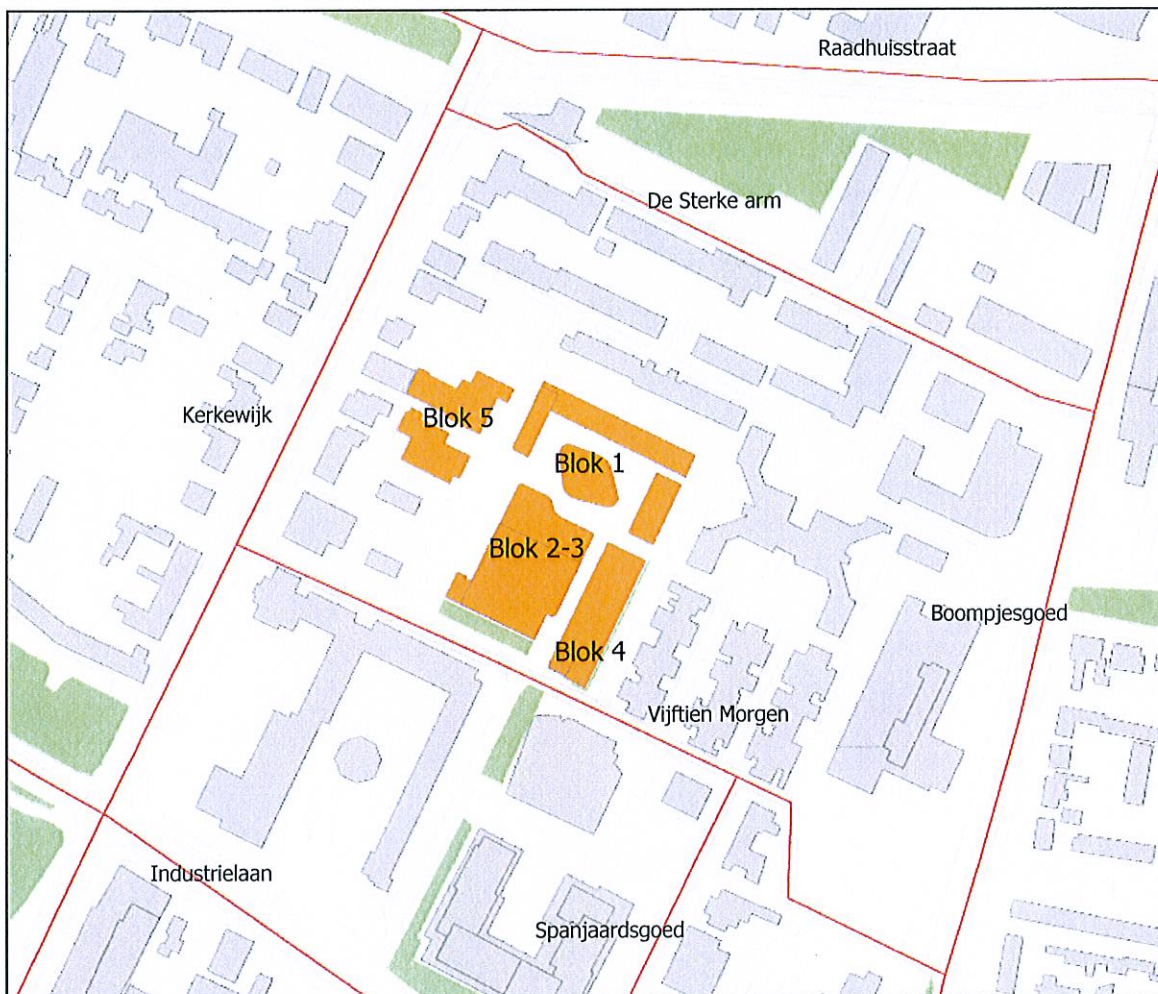 Raadhuisstraat
De Sterke arm
Kerkewijk
Blok 5
Blok 1
Blok 2-3
Boompjesgoed
Blok 4
Vijftien Morgen
Industrielaan
Spanjaardsgoed